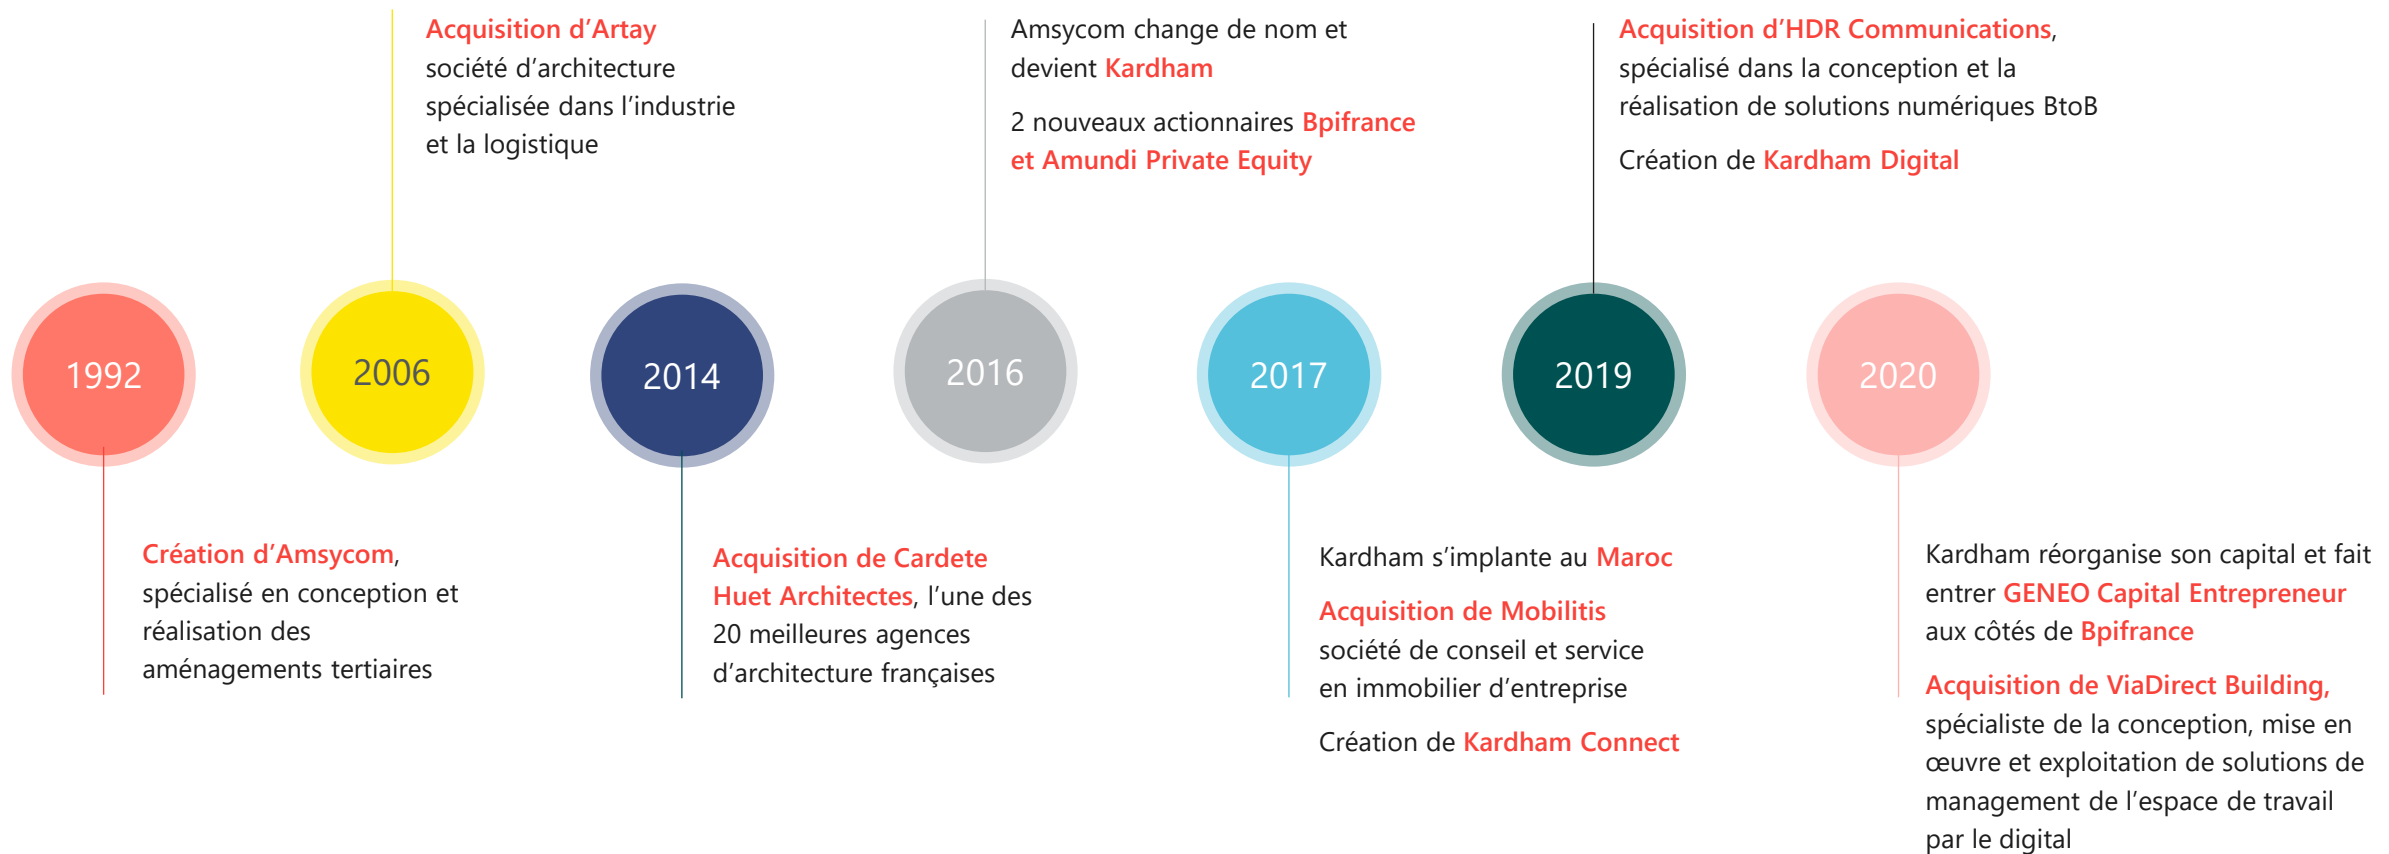 Acquisition d’Artay
société d’architecture
spécialisée dans l’industrie
et la logistique
Amsycom change de nom et
devient Kardham
2 nouveaux actionnaires Bpifrance
et Amundi Private Equity
Acquisition d’HDR Communications,
spécialisé dans la conception et la
réalisation de solutions numériques BtoB
Création de Kardham Digital
1992
2006
2014
2016
2017
2019
2020
Création d’Amsycom,
spécialisé en conception et
réalisation des
aménagements tertiaires
Acquisition de Cardete
Huet Architectes, l’une des
20 meilleures agences
d’architecture françaises
Kardham s’implante au Maroc
Acquisition de Mobilitis
société de conseil et service
en immobilier d’entreprise
Création de Kardham Connect
Kardham réorganise son capital et fait
entrer GENEO Capital Entrepreneur
aux côtés de Bpifrance
Acquisition de ViaDirect Building,
spécialiste de la conception, mise en
œuvre et exploitation de solutions de
management de l’espace de travail
par le digital